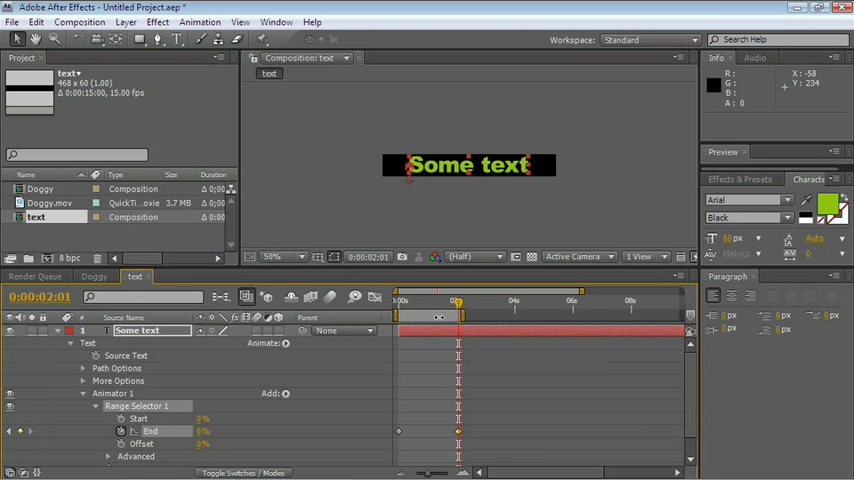 Adobe After Effects - Untitled Project.aep *
File Edit Composition Layer Effect Animation View Window Help
Workspace: Standard Search Help
Project
text
468 x 60 (1.00)
Δ 0:00:15:00, 15.00 fps
Name Type Size Duration
Doggy Composition Δ 0;00
Doggy.mov QuickTi...ovie 3.7 MB Δ 0;00
text Composition Δ 0:00
8 bpc
Composition: text
text
Some text
50% 0:00:02:01 (Half) Active Camera 1 View
Info Audio
R : X : -58
G : Y : 234
B :
A : 0
Preview
Effects & Presets Characte
Arial
Black
60 px Auto
Metrics 0
Paragraph
0 px 0 px 0 px
0 px 0 px
Render Queue Doggy text
0:00:02:01
:00s 04s 06s 08s
# Source Name Parent
1 T Some text None
Text Animate:
Source Text
Path Options
More Options
Animator 1 Add:
Range Selector 1
Start 0%
End 0%
Offset 0%
Advanced
Toggle Switches / Modes